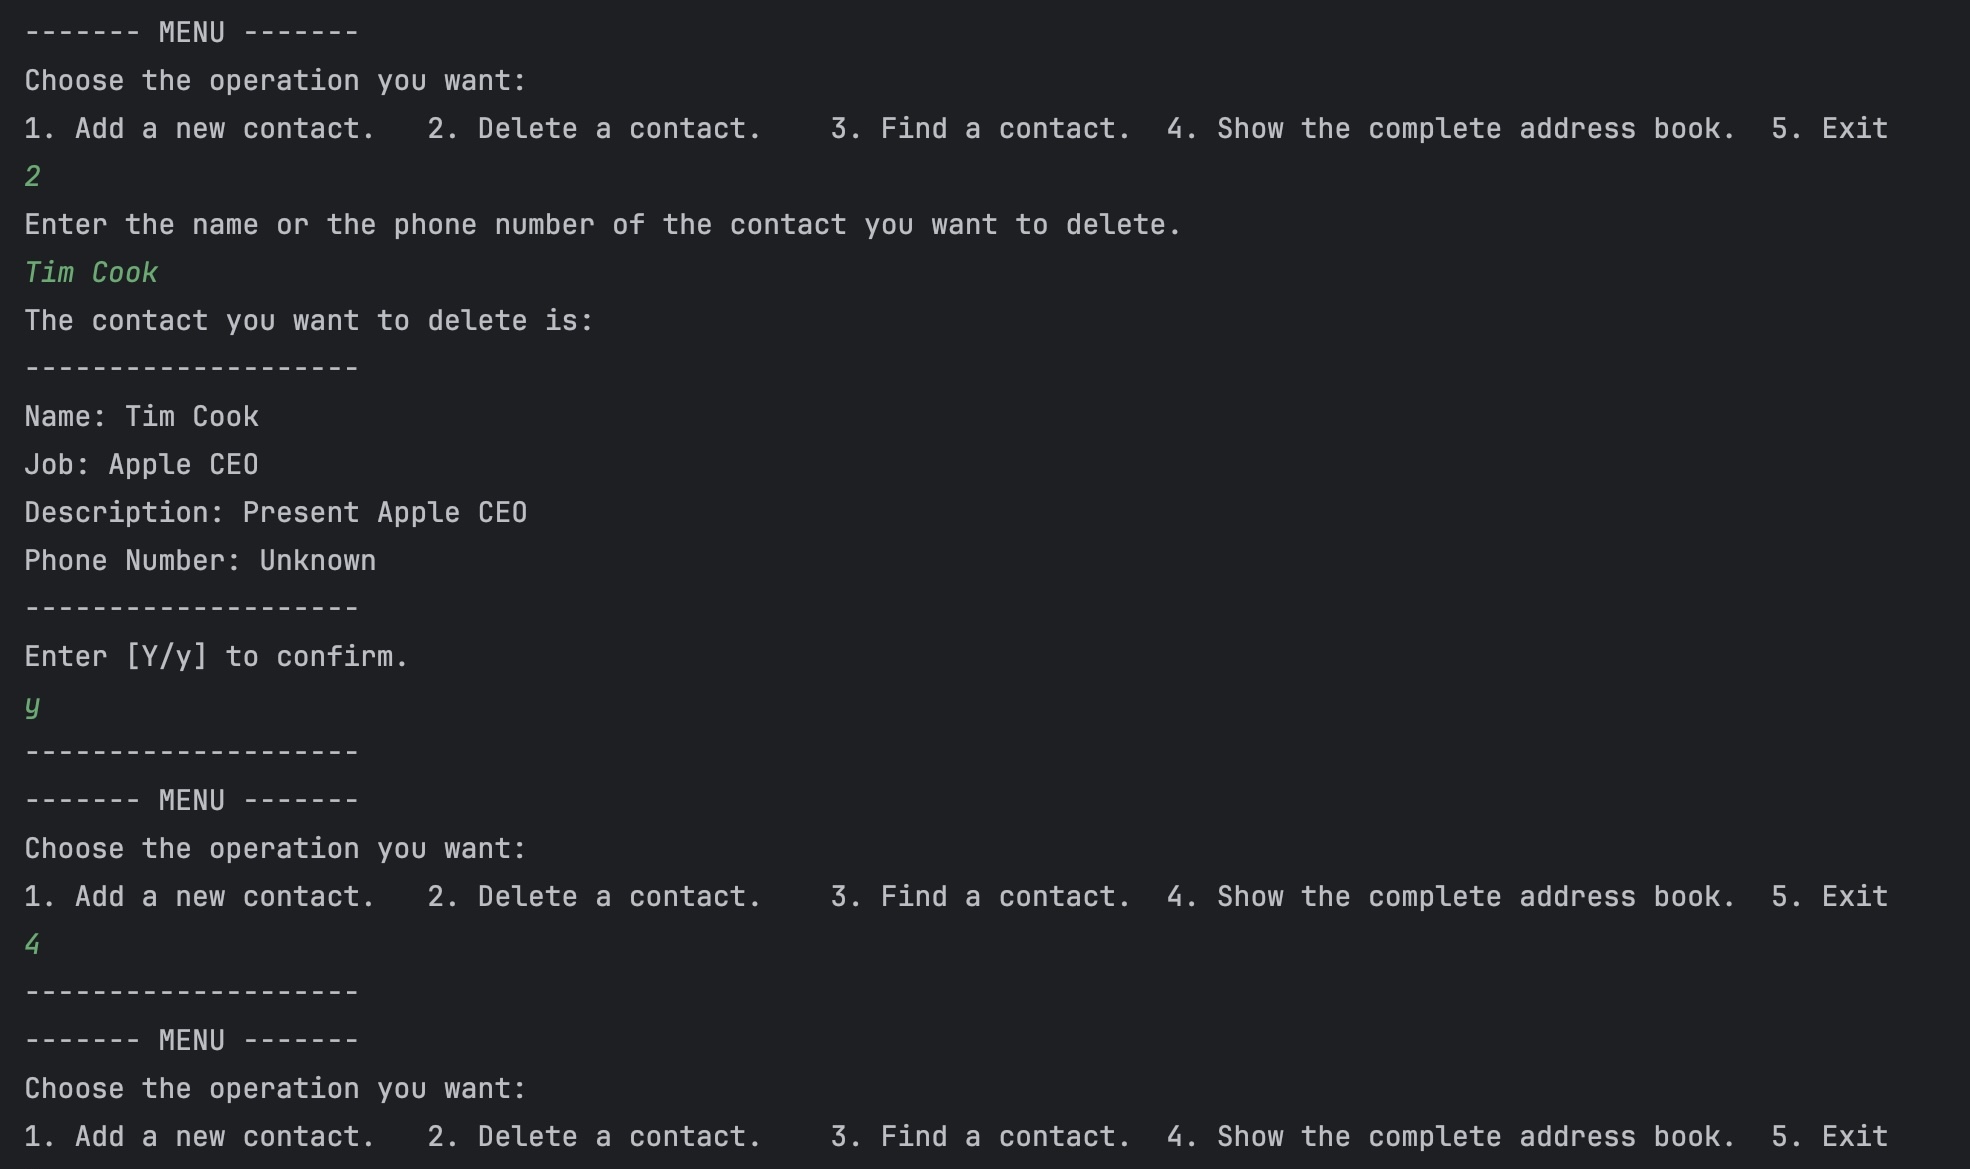 ------- MENU -------
Choose the operation you want:
1. Add a new contact.   2. Delete a contact.    3. Find a contact.  4. Show the complete address book.  5. Exit
2
Enter the name or the phone number of the contact you want to delete.
Tim Cook
The contact you want to delete is:
--------------------
Name: Tim Cook
Job: Apple CEO
Description: Present Apple CEO
Phone Number: Unknown
--------------------
Enter [Y/y] to confirm.
y
--------------------
------- MENU -------
Choose the operation you want:
1. Add a new contact.   2. Delete a contact.    3. Find a contact.  4. Show the complete address book.  5. Exit
4
--------------------
------- MENU -------
Choose the operation you want:
1. Add a new contact.   2. Delete a contact.    3. Find a contact.  4. Show the complete address book.  5. Exit